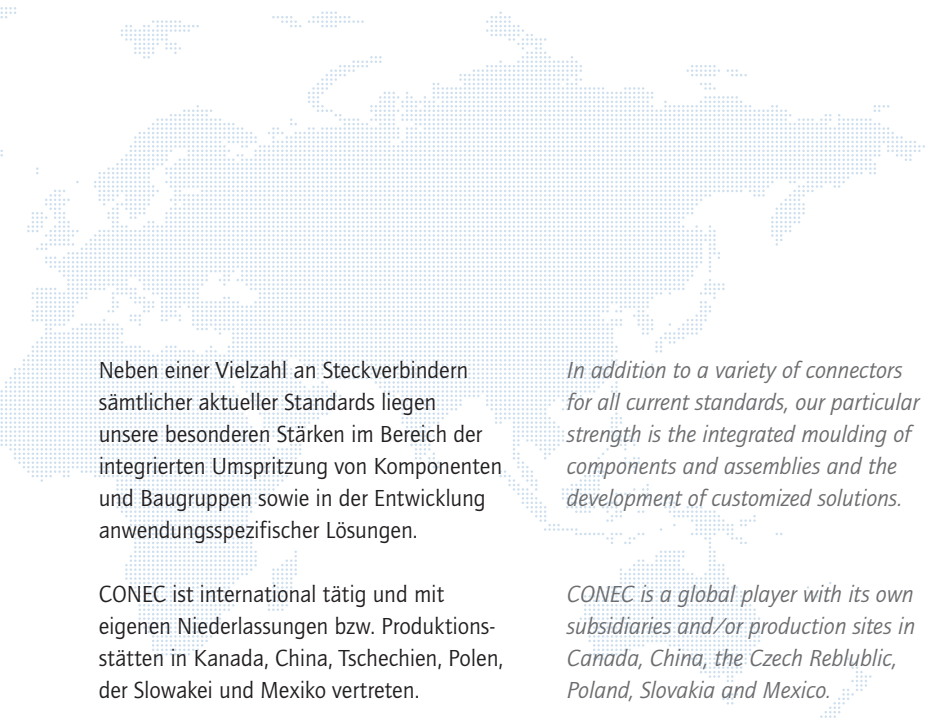 Neben einer Vielzahl an Steckverbindern
sämtlicher aktueller Standards liegen
unsere besonderen Stärken im Bereich der
integrierten Umspritzung von Komponenten
und Baugruppen sowie in der Entwicklung
anwendungsspezifischer Lösungen.
CONEC ist international tätig und mit
eigenen Niederlassungen bzw. Produktions-
stätten in Kanada, China, Tschechien, Polen,
der Slowakei und Mexiko vertreten.
In addition to a variety of connectors
for all current standards, our particular
strength is the integrated moulding of
components and assemblies and the
development of customized solutions.
CONEC is a global player with its own
subsidiaries and/or production sites in
Canada, China, the Czech Reblublic,
Poland, Slovakia and Mexico.